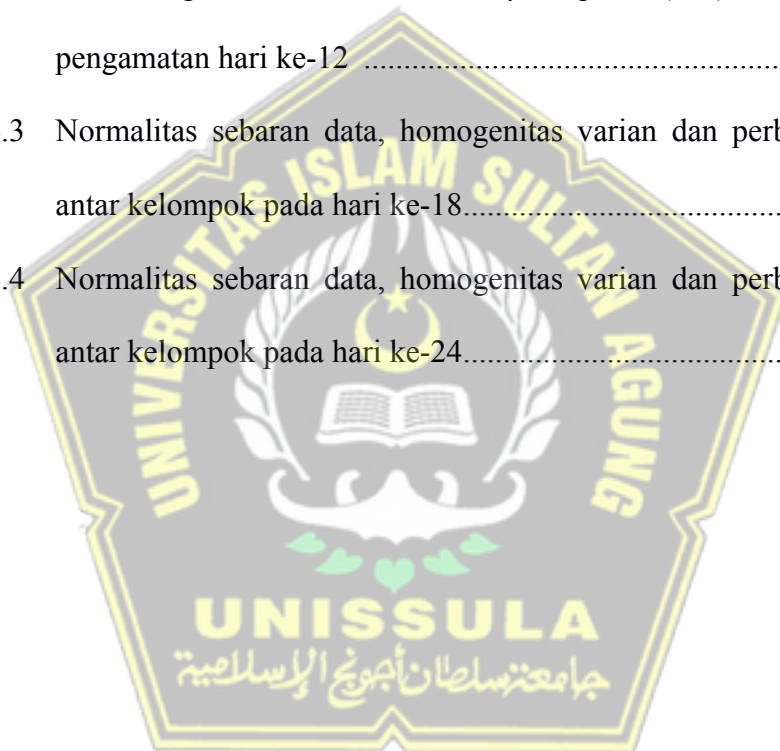 pengamatan hari ke-12 ................................................
.3 Normalitas sebaran data, homogenitas varian dan perb
antar kelompok pada hari ke-18....................................
.4 Normalitas sebaran data, homogenitas varian dan perb
antar kelompok pada hari ke-24....................................
UNIVERSITAS ISLAM SULTAN AGUNG
UNISSULA
جامعتنسلطان أجونج الإسلامية